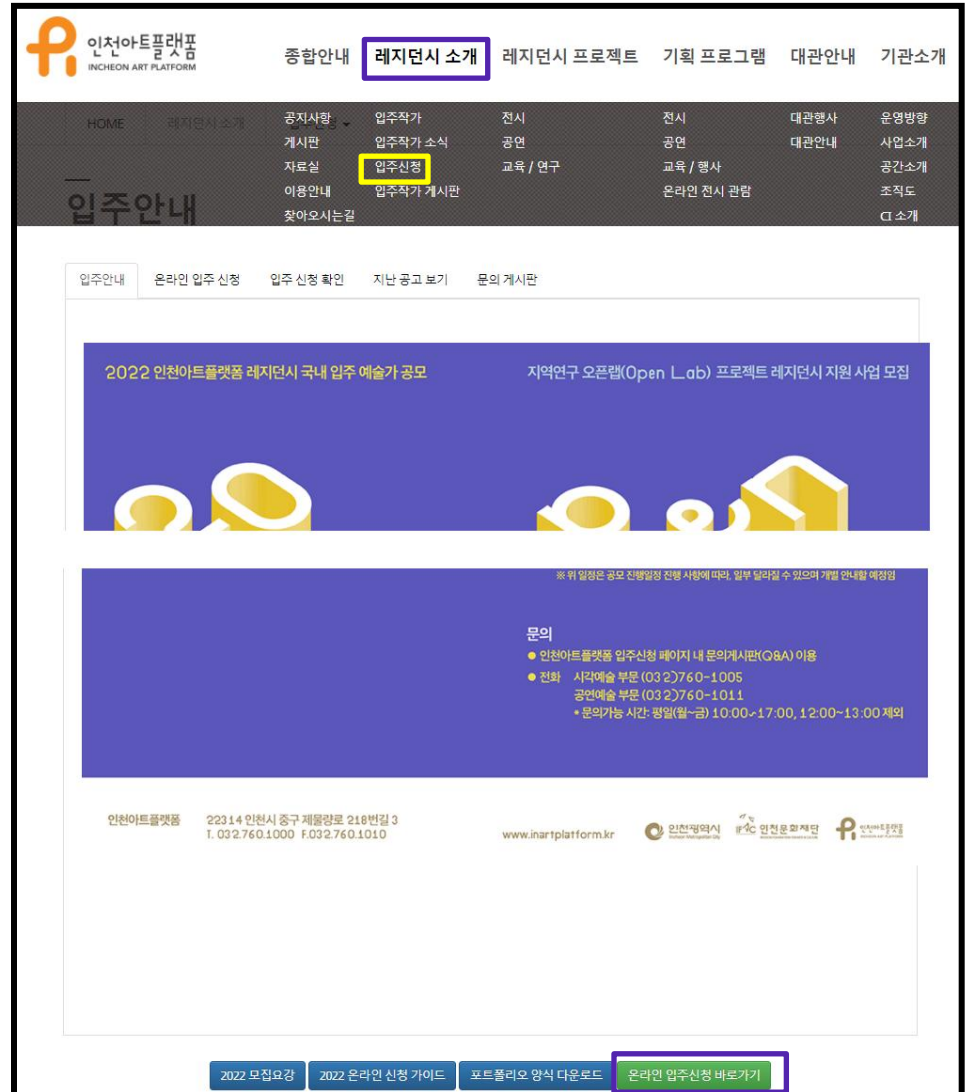 인천아트플랫폼
INCHEON ART PLATFORM
종합안내 레지던시 소개 레지던시 프로젝트 기획 프로그램 대관안내 기관소개
HOME 레지던시 소개
공지사항 입주작가 전시 전시 대관행사 운영방향
게시판 입주작가 소식 공연 공연 대관안내 사업소개
자료실 입주신청 교육 / 연구 교육 / 행사 공간소개
이용안내 입주작가 게시판 온라인 전시 관람 조직도
찾아오시는길 CI 소개
입주안내
입주안내 온라인 입주 신청 입주 신청 확인 지난 공고 보기 문의 게시판
2022 인천아트플랫폼 레지던시 국내 입주 예술가 공모 지역연구 오픈랩(Open Lab) 프로젝트 레지던시 지원 사업 모집
※ 위 일정은 공모 진행일정 진행 사항에 따라, 일부 달라질 수 있으며 개별 안내할 예정임
문의
● 인천아트플랫폼 입주신청 페이지 내 문의게시판(Q&A) 이용
● 전화 시각예술 부문 (032)760-1005
공연예술 부문 (032)760-1011
• 문의가능 시간: 평일(월~금) 10:00~17:00, 12:00~13:00 제외
인천아트플랫폼 22314 인천시 중구 제물량로 218번길 3
T. 032.760.1000 F.032.760.1010
www.inartplatform.kr 인천광역시 인천문화재단 인천아트플랫폼
2022 모집요강 2022 온라인 신청 가이드 포트폴리오 양식 다운로드 온라인 입주신청 바로가기